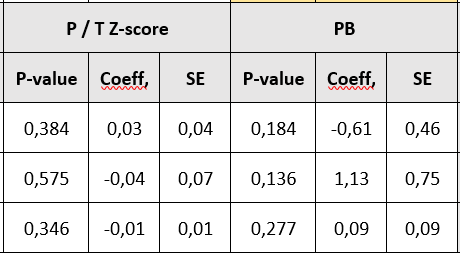 P / T Z-score PB
P-value Coeff, SE P-value Coeff, SE
0,384 0,03 0,04 0,184 -0,61 0,46
0,575 -0,04 0,07 0,136 1,13 0,75
0,346 -0,01 0,01 0,277 0,09 0,09